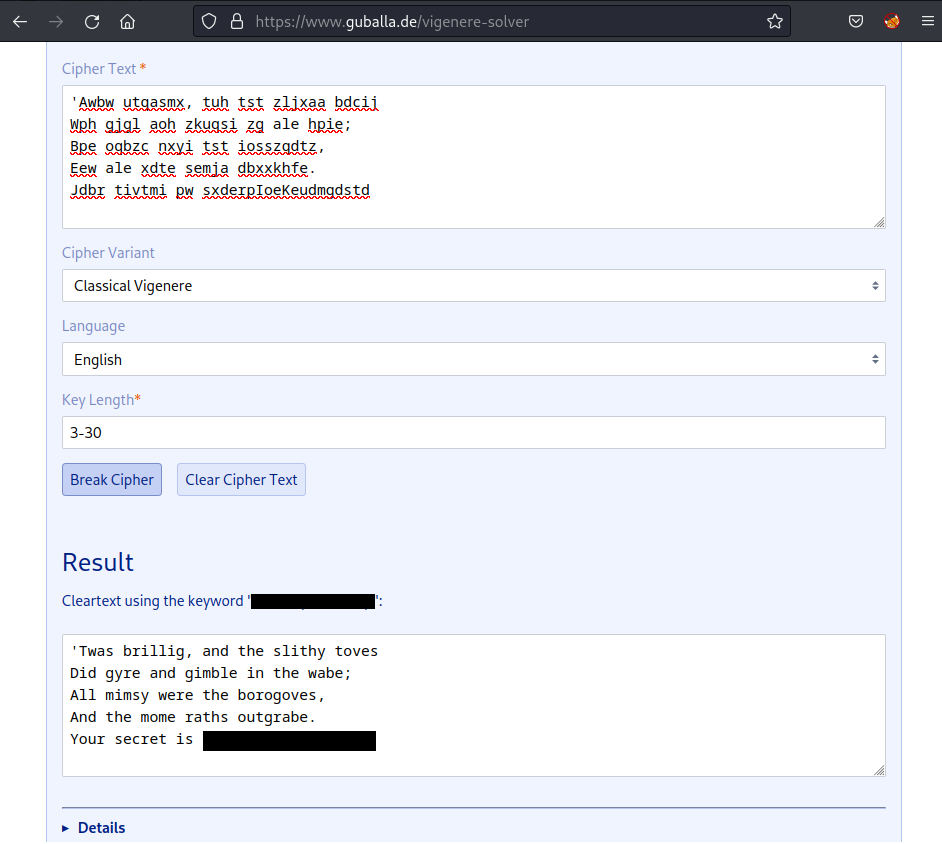 https://www.guballa.de/vigenere-solver
Cipher Text *
'Awbw utqasmx, tuh tst zljxaa bdcij
Wph gjgl aoh zkuqsi zg ale hpie;
Bpe oqbzc nxyi tst iosszqdtz,
Eew ale xdte semja dbxxkhfe.
Jdbr tivtmi pw sxderpIoeKeudmgdstd
Cipher Variant
Classical Vigenere
Language
English
Key Length*
3-30
Break Cipher Clear Cipher Text
Result
Cleartext using the keyword '':
'Twas brillig, and the slithy toves
Did gyre and gimble in the wabe;
All mimsy were the borogoves,
And the mome raths outgrabe.
Your secret is
► Details